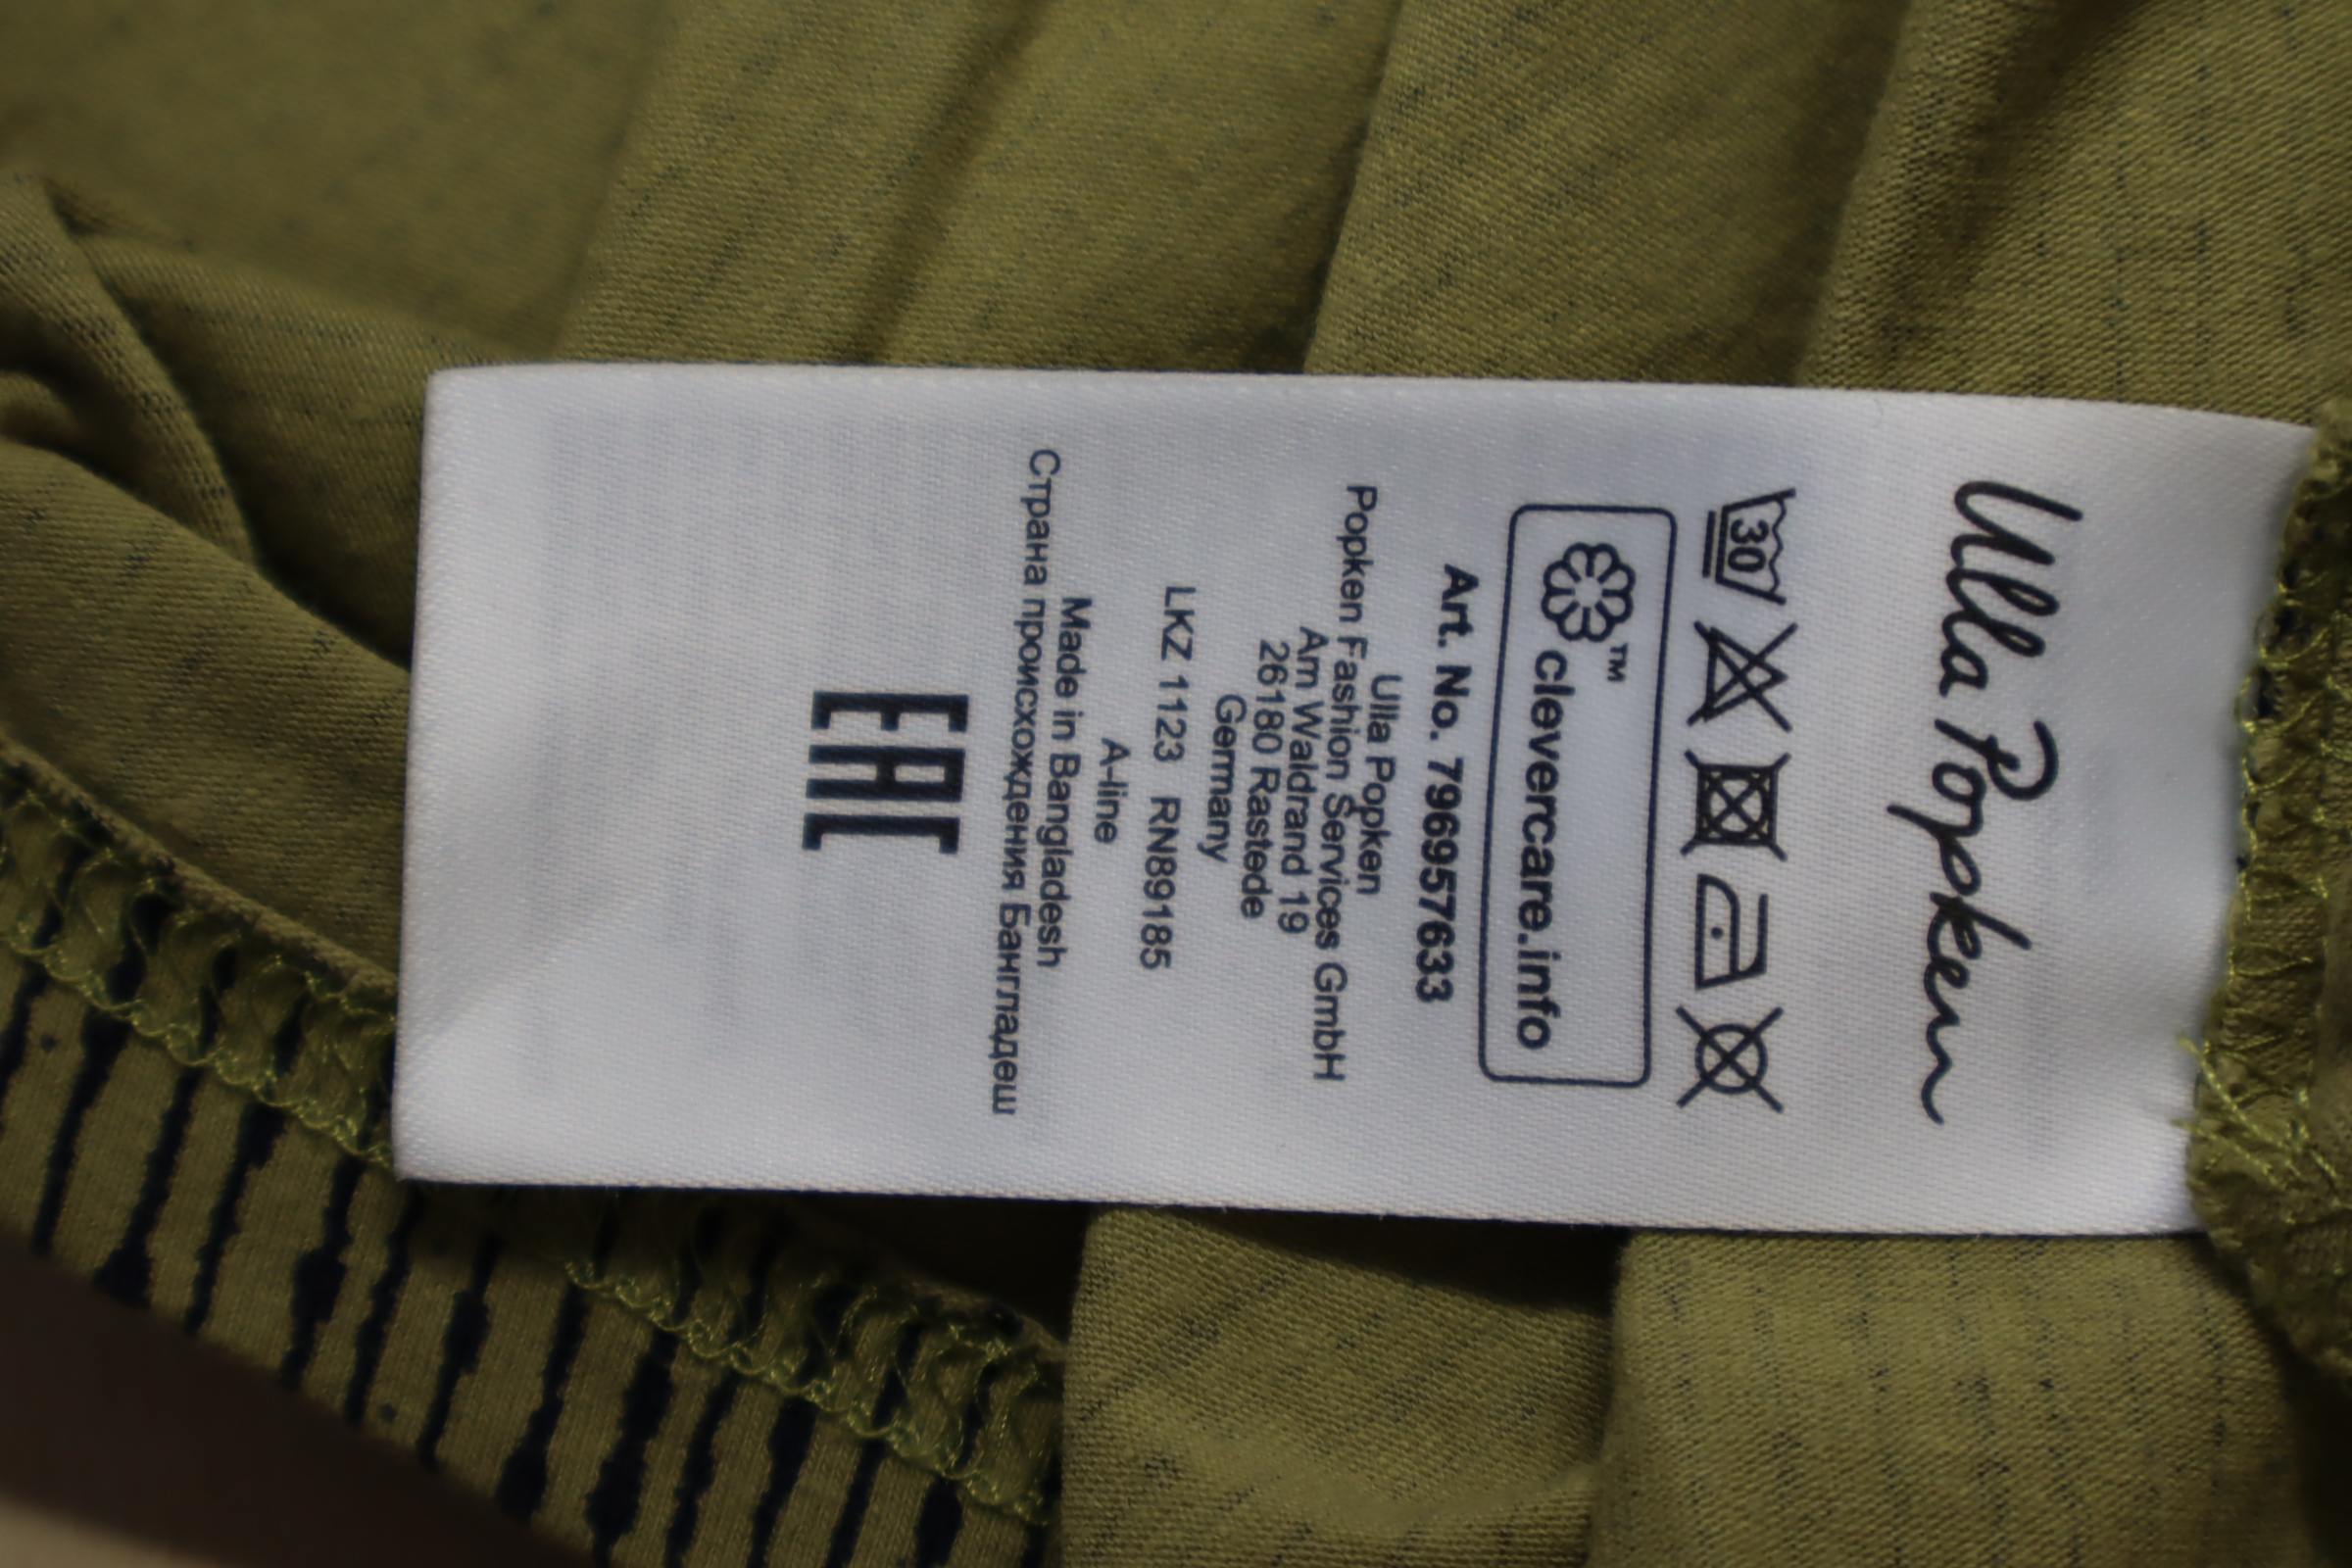 Ulla Popken
30
™
clevercare.info
Art. No. 796957633
Ulla Popken
Popken Fashion Services GmbH
Am Waldrand 19
26180 Rastede
Germany
LKZ 1123 RN89185
A-line
Made in Bangladesh
Страна происхождения Бангладеш
EAC